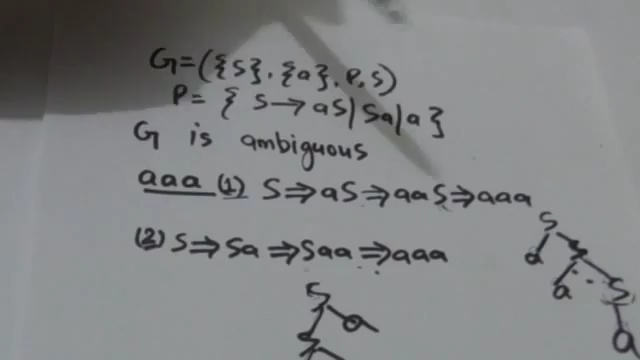 G=({S},{a},P,S)
P={ S→aS|Sa|a}
G is ambiguous
aaa (1) S⇒aS⇒aaS⇒aaa
(2) S⇒Sa⇒Saa⇒aaa
S
a S
a S
a
S
S a